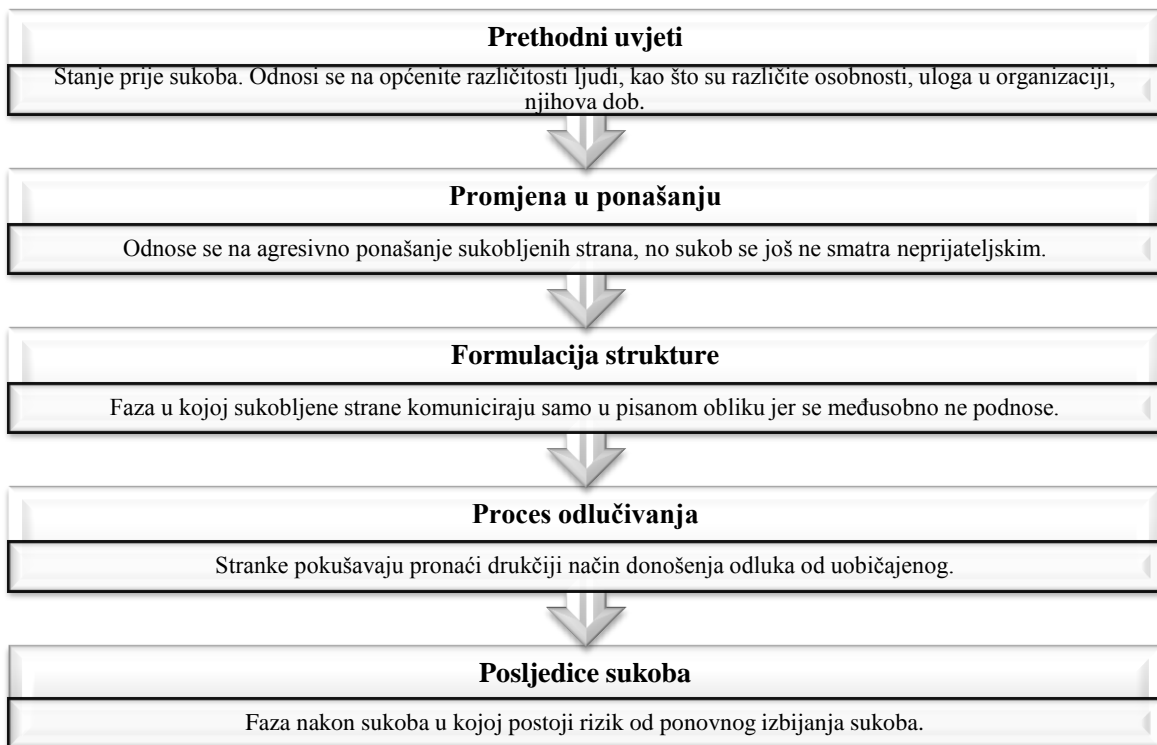 Prethodni uvjeti
Stanje prije sukoba. Odnosi se na općenite različitosti ljudi, kao što su različite osobnosti, uloga u organizaciji,
njihova dob.
Promjena u ponašanju
Odnose se na agresivno ponašanje sukobljenih strana, no sukob se još ne smatra neprijateljskim.
Formulacija strukture
Faza u kojoj sukobljene strane komuniciraju samo u pisanom obliku jer se međusobno ne podnose.
Proces odlučivanja
Stranke pokušavaju pronaći drukčiji način donošenja odluka od uobičajenog.
Posljedice sukoba
Faza nakon sukoba u kojoj postoji rizik od ponovnog izbijanja sukoba.